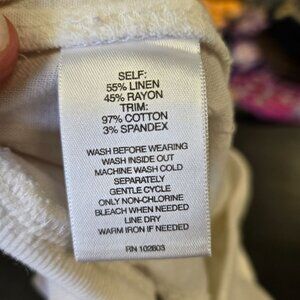 SELF:
55% LINEN
45% RAYON
TRIM:
97% COTTON
3% SPANDEX
WASH BEFORE WEARING
WASH INSIDE OUT
MACHINE WASH COLD
SEPARATELY
GENTLE CYCLE
ONLY NON-CHLORINE
BLEACH WHEN NEEDED
LINE DRY
WARM IRON IF NEEDED
RN 102803